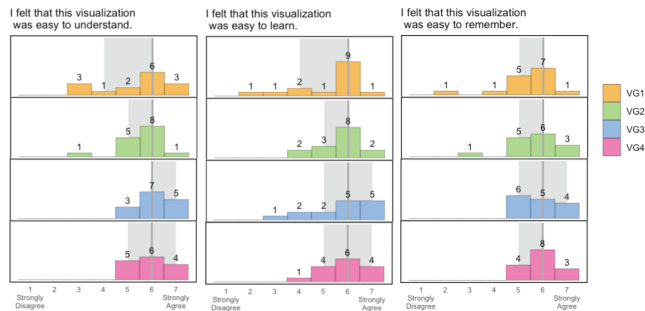 I felt that this visualization
was easy to understand.
I felt that this visualization
was easy to learn.
I felt that this visualization
was easy to remember.
3 1 2 6 3
1 1 2 1 9 1
1 1 5 7 1
VG1
VG2
VG3
VG4
1 5 8 1
2 3 8 2
1 5 6 3
3 7 5
1 2 2 5 5
6 5 4
5 6 4
1 4 6 4
4 8 3
1 2 3 4 5 6 7
1 2 3 4 5 6 7
1 2 3 4 5 6 7
Strongly Strongly
Disagree Agree
Strongly Strongly
Disagree Agree
Strongly Strongly
Disagree Agree